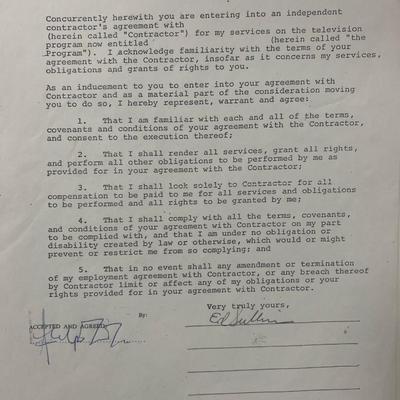 Concurrently herewith you are entering into an independent
contractor's agreement with
(herein called "Contractor") for my services on the television
program now entitled (herein called "the
Program"). I acknowledge familiarity with the terms of your
agreement with the Contractor, insofar as it concerns my services,
obligations and grants of rights to you.
As an inducement to you to enter into your agreement with
Contractor and as a material part of the consideration moving
you to do so, I hereby represent, warrant and agree:
1. That I am familiar with each and all of the terms,
covenants and conditions of your agreement with the Contractor,
and consent to the execution thereof;
2. That I shall render all services, grant all rights,
and perform all other obligations to be performed by me as
provided for in your agreement with the Contractor;
3. That I shall look solely to Contractor for all
compensation to be paid to me for all services and obligations
to be performed and all rights to be granted by me;
4. That I shall comply with all the terms, covenants,
and conditions of your agreement with Contractor on my part
to be complied with, and that I am under no obligation or
disability created by law or otherwise, which would or might
prevent or restrict me from so complying; and
5. That in no event shall any amendment or termination
of my employment agreement with Contractor, or any breach thereof
by Contractor limit or affect any of my obligations or your
rights provided for in your agreement with Contractor.
Very truly yours,
By: Ed Sullivan
ACCEPTED AND AGREED